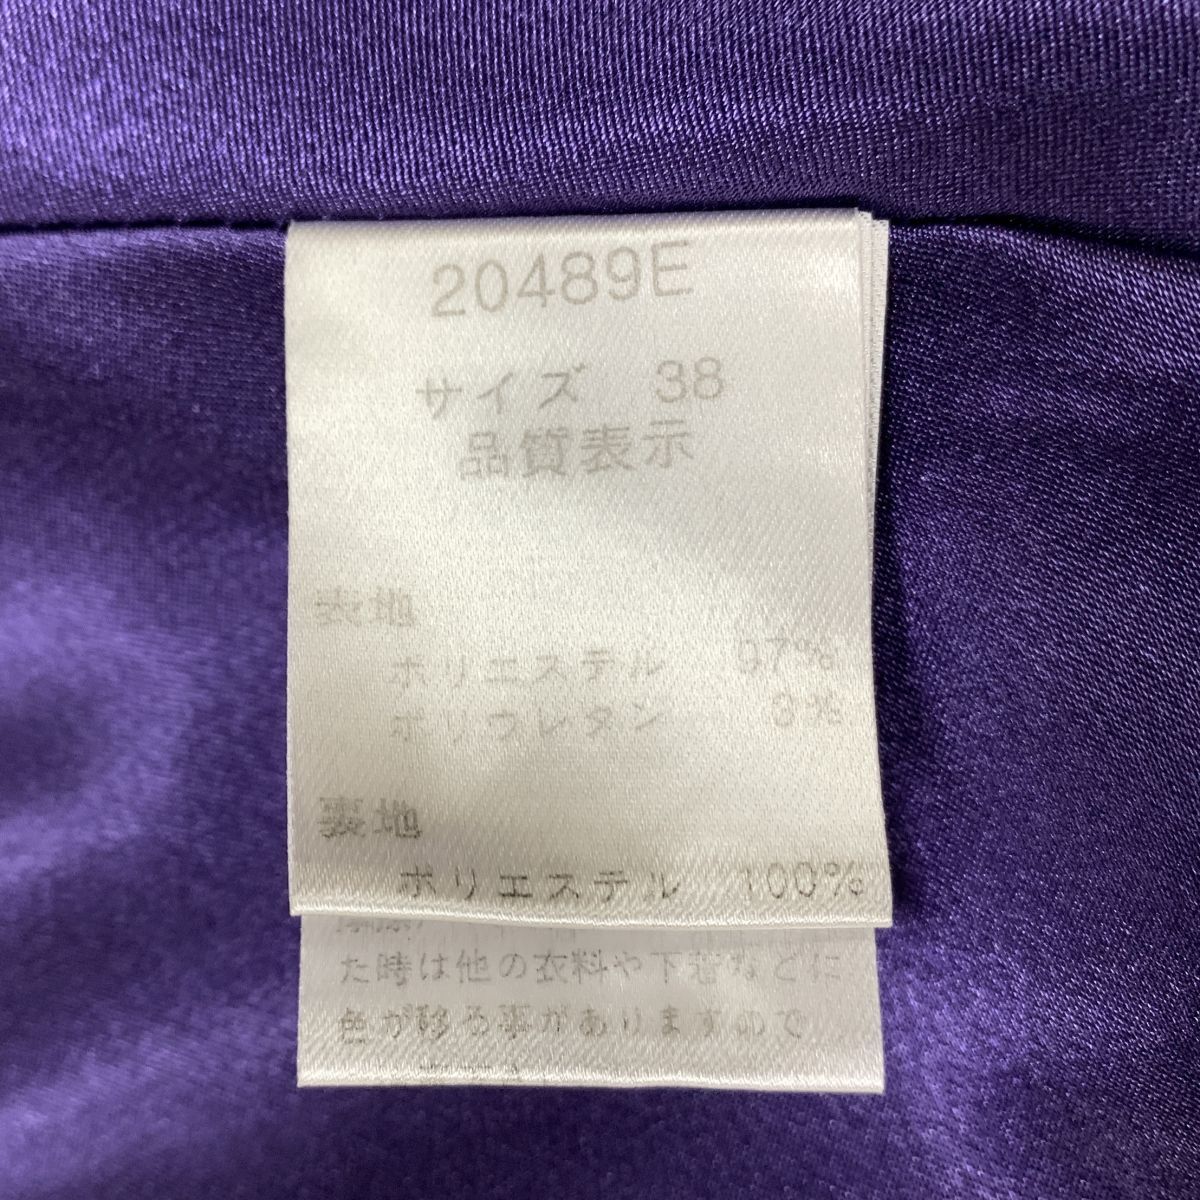 20489E
サイズ 38
品質表示
表地
ポリエステル 97%
ポリウレタン 3%
裏地
ポリエステル 100%
た時は他の衣料や下着などに
色が移る事がありますので